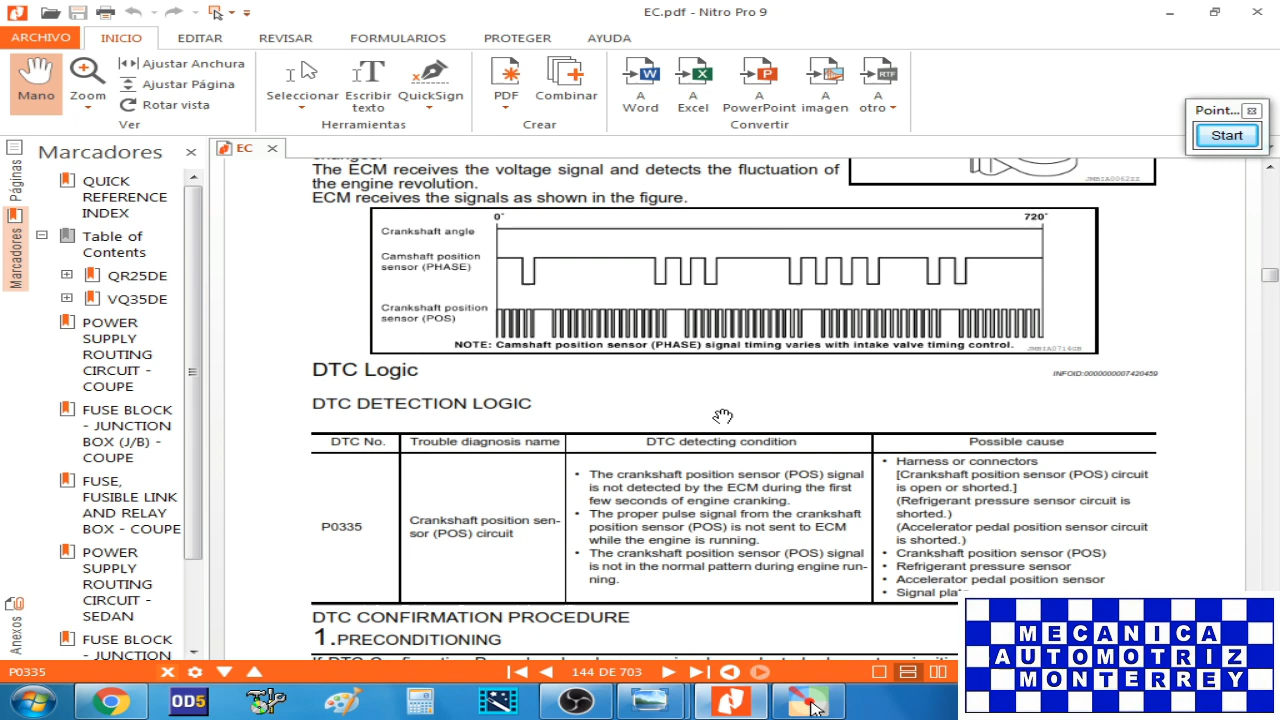 EC.pdf - Nitro Pro 9
ARCHIVO
INICIO
EDITAR
REVISAR
FORMULARIOS
PROTEGER
AYUDA
Mano
Zoom
Ajustar Anchura
Ajustar Página
Rotar vista
Ver
Seleccionar
Escribir
texto
QuickSign
Herramientas
PDF
Combinar
Crear
A
Word
A
Excel
A
PowerPoint
A
imagen
A
otro
Convertir
Point...
Start
Páginas
Marcadores
Anexos
Marcadores
QUICK
REFERENCE
INDEX
Table of
Contents
QR25DE
VQ35DE
POWER
SUPPLY
ROUTING
CIRCUIT -
COUPE
FUSE BLOCK
- JUNCTION
BOX (J/B) -
COUPE
FUSE,
FUSIBLE LINK
AND RELAY
BOX - COUPE
POWER
SUPPLY
ROUTING
CIRCUIT -
SEDAN
FUSE BLOCK
- JUNCTION
EC
changes.
The ECM receives the voltage signal and detects the fluctuation of
the engine revolution.
ECM receives the signals as shown in the figure.
JMBIA0062ZZ
0°
720°
Crankshaft angle
Camshaft position
sensor (PHASE)
Crankshaft position
sensor (POS)
NOTE: Camshaft position sensor (PHASE) signal timing varies with intake valve timing control.
JMBIA0714GB
DTC Logic
INFOID:0000000007420459
DTC DETECTION LOGIC
DTC No.
Trouble diagnosis name
DTC detecting condition
Possible cause
P0335
Crankshaft position sen-
sor (POS) circuit
• The crankshaft position sensor (POS) signal
is not detected by the ECM during the first
few seconds of engine cranking.
• The proper pulse signal from the crankshaft
position sensor (POS) is not sent to ECM
while the engine is running.
• The crankshaft position sensor (POS) signal
is not in the normal pattern during engine run-
ning.
• Harness or connectors
[Crankshaft position sensor (POS) circuit
is open or shorted.]
(Refrigerant pressure sensor circuit is
shorted.)
(Accelerator pedal position sensor circuit
is shorted.)
• Crankshaft position sensor (POS)
• Refrigerant pressure sensor
• Accelerator pedal position sensor
• Signal plate
DTC CONFIRMATION PROCEDURE
1.PRECONDITIONING
P0335
144 DE 703
OD5
MECANICA
AUTOMOTRIZ
MONTERREY